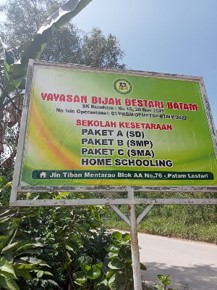 YAYASAN BIJAK BESTARI BATAM
SEKOLAH KESETARAAN
PAKET A (SD)
PAKET B (SMP)
PAKET C (SMA)
HOME SCHOOLING
Jln Tiban Mentarau Blok AA No,76 - Patam Lestari